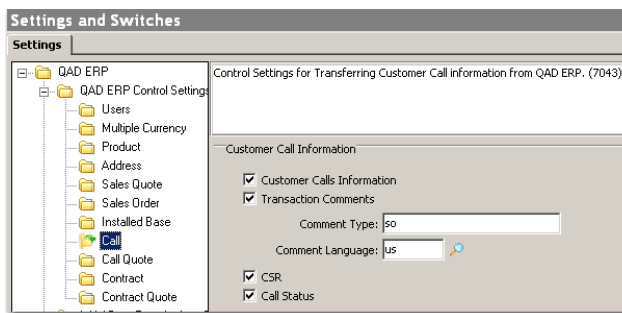 Settings and Switches
Settings
QAD ERP
QAD ERP Control Settings
Users
Multiple Currency
Product
Address
Sales Quote
Sales Order
Installed Base
Call
Call Quote
Contract
Contract Quote
Control Settings for Transferring Customer Call information from QAD ERP. (7043)
Customer Call Information
Customer Calls Information
Transaction Comments
Comment Type: so
Comment Language: us
CSR
Call Status